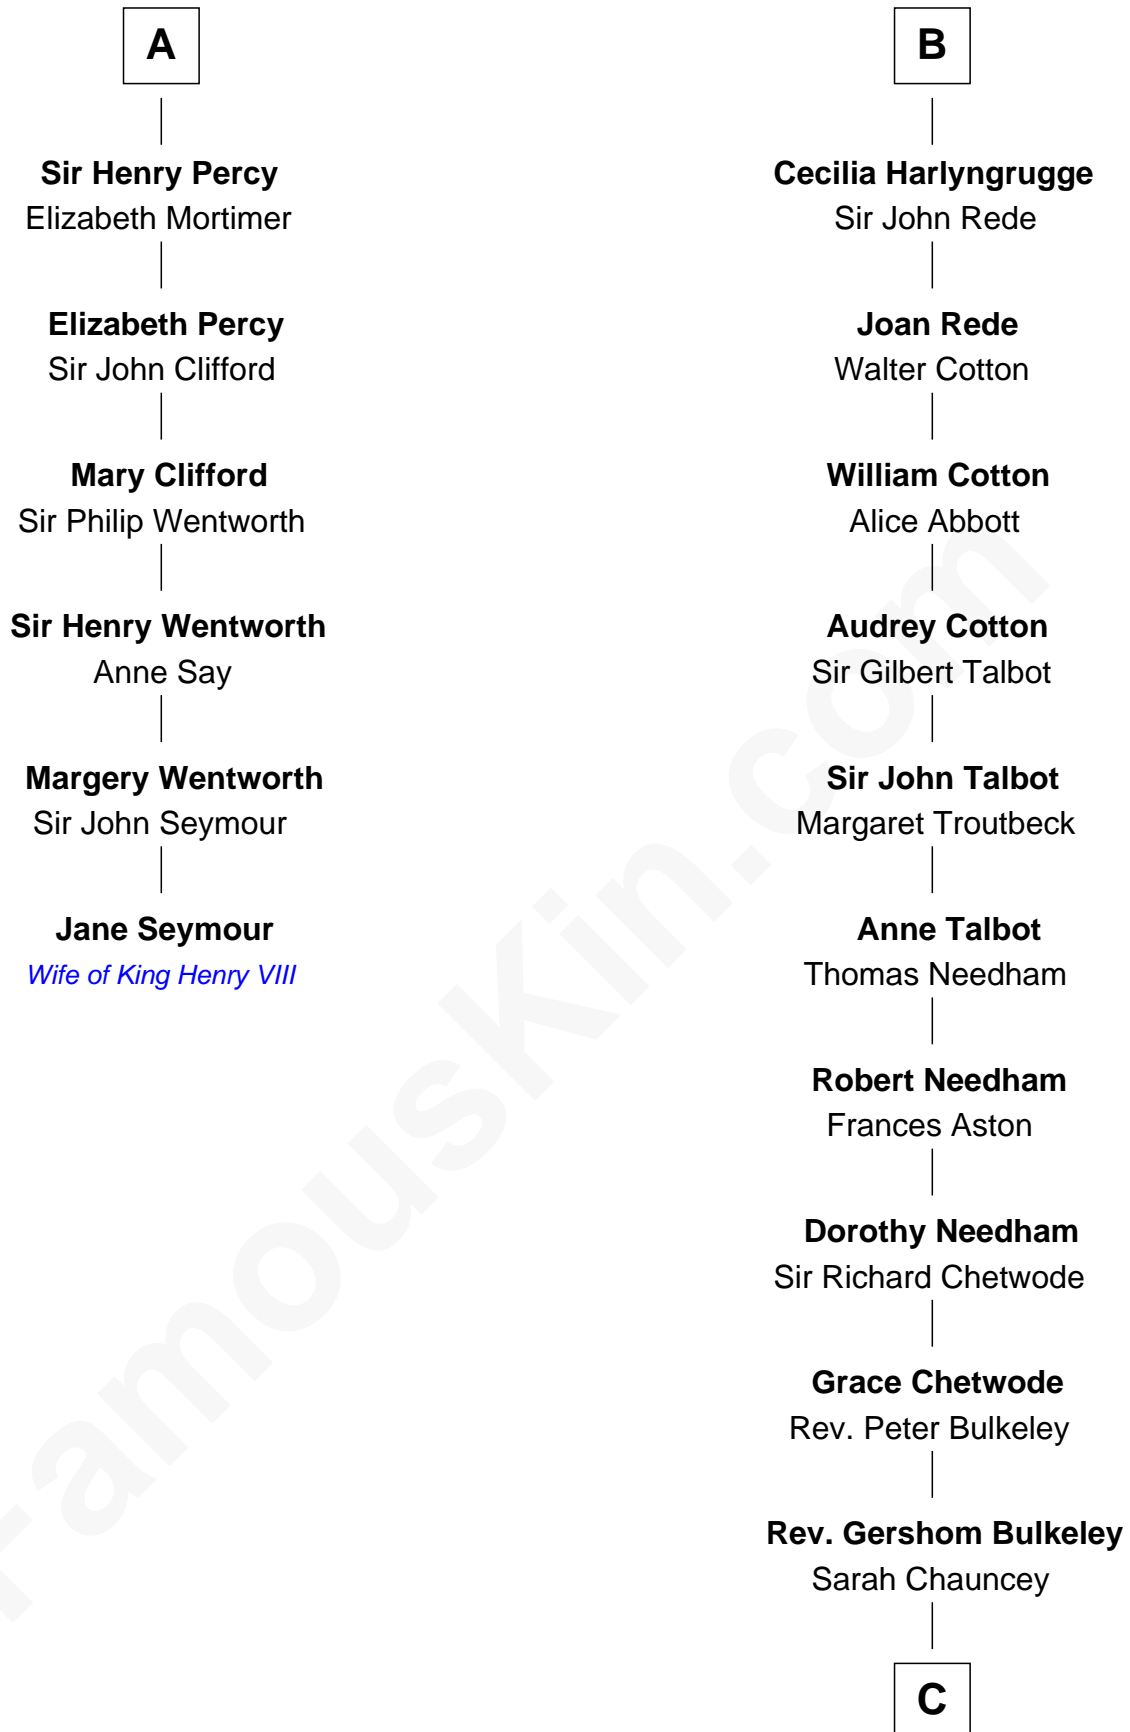 A
Sir Henry Percy
Elizabeth Mortimer
Elizabeth Percy
Sir John Clifford
Mary Clifford
Sir Philip Wentworth
Sir Henry Wentworth
Anne Say
Margery Wentworth
Sir John Seymour
Jane Seymour
Wife of King Henry VIII
B
Cecilia Harlyngrugge
Sir John Rede
Joan Rede
Walter Cotton
William Cotton
Alice Abbott
Audrey Cotton
Sir Gilbert Talbot
Sir John Talbot
Margaret Troutbeck
Anne Talbot
Thomas Needham
Robert Needham
Frances Aston
Dorothy Needham
Sir Richard Chetwode
Grace Chetwode
Rev. Peter Bulkeley
Rev. Gershom Bulkeley
Sarah Chauncey
C
FamousKin.com